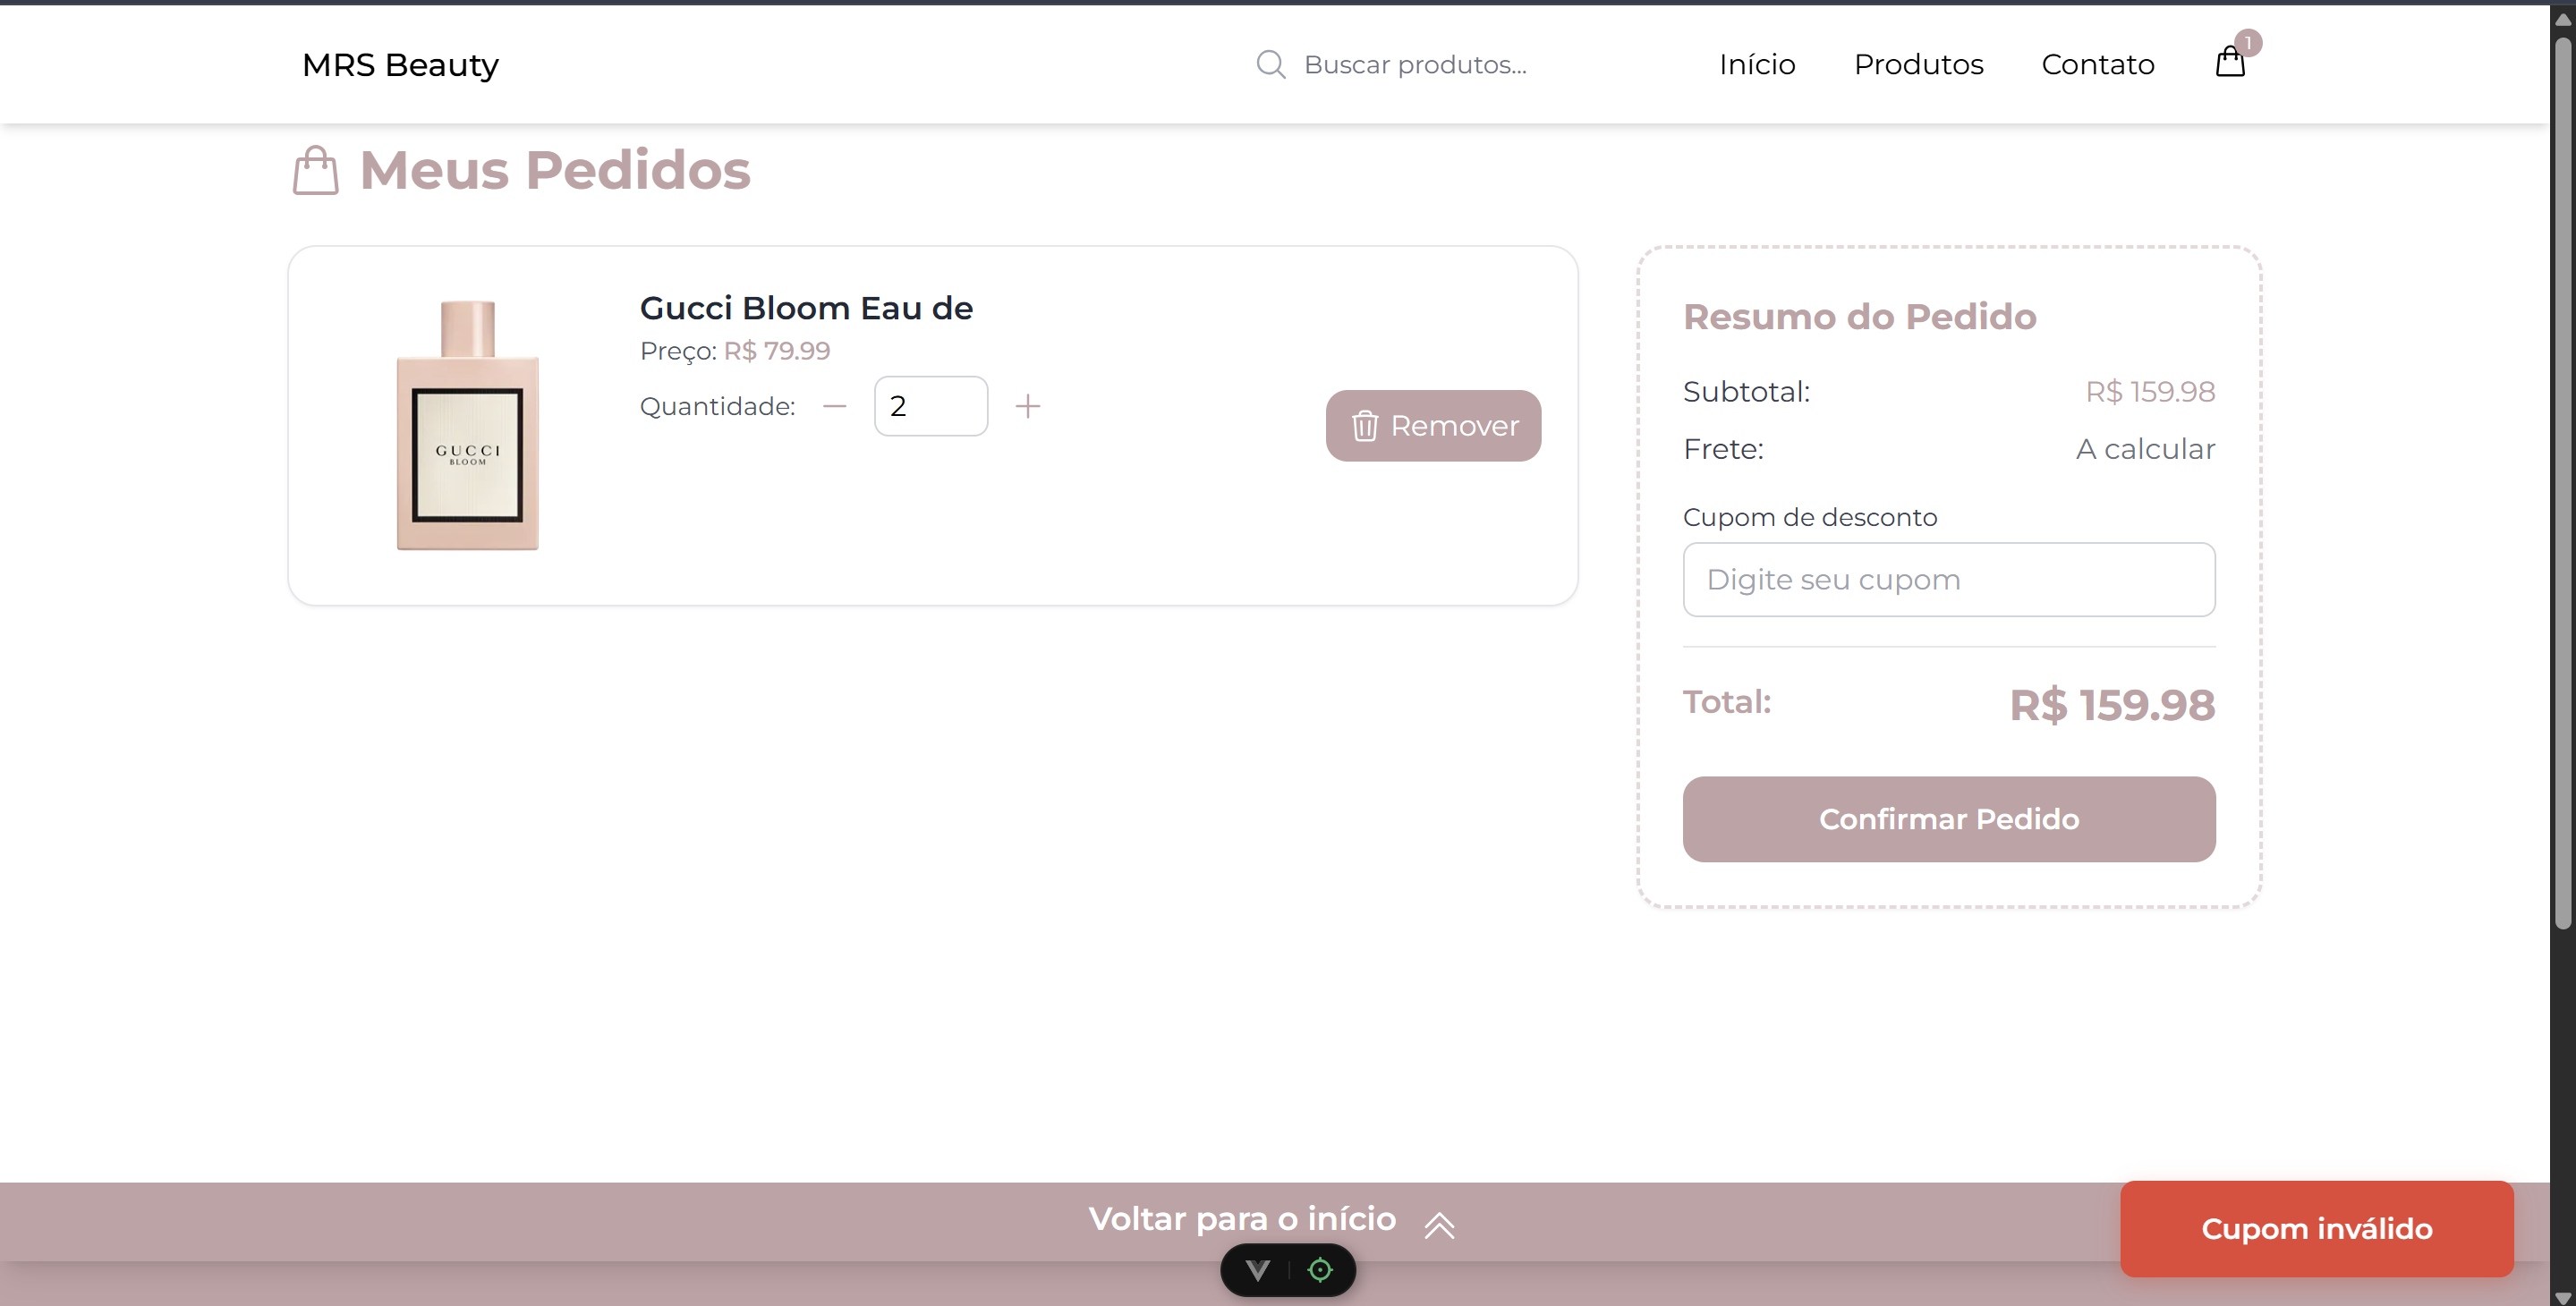 MRS Beauty
Buscar produtos...
Início
Produtos
Contato
1
Meus Pedidos
GUCCI
BLOOM
Gucci Bloom Eau de
Preço: R$ 79.99
Quantidade:
2
Remover
Resumo do Pedido
Subtotal: R$ 159.98
Frete: A calcular
Cupom de desconto
Digite seu cupom
Total: R$ 159.98
Confirmar Pedido
Voltar para o início
Cupom inválido